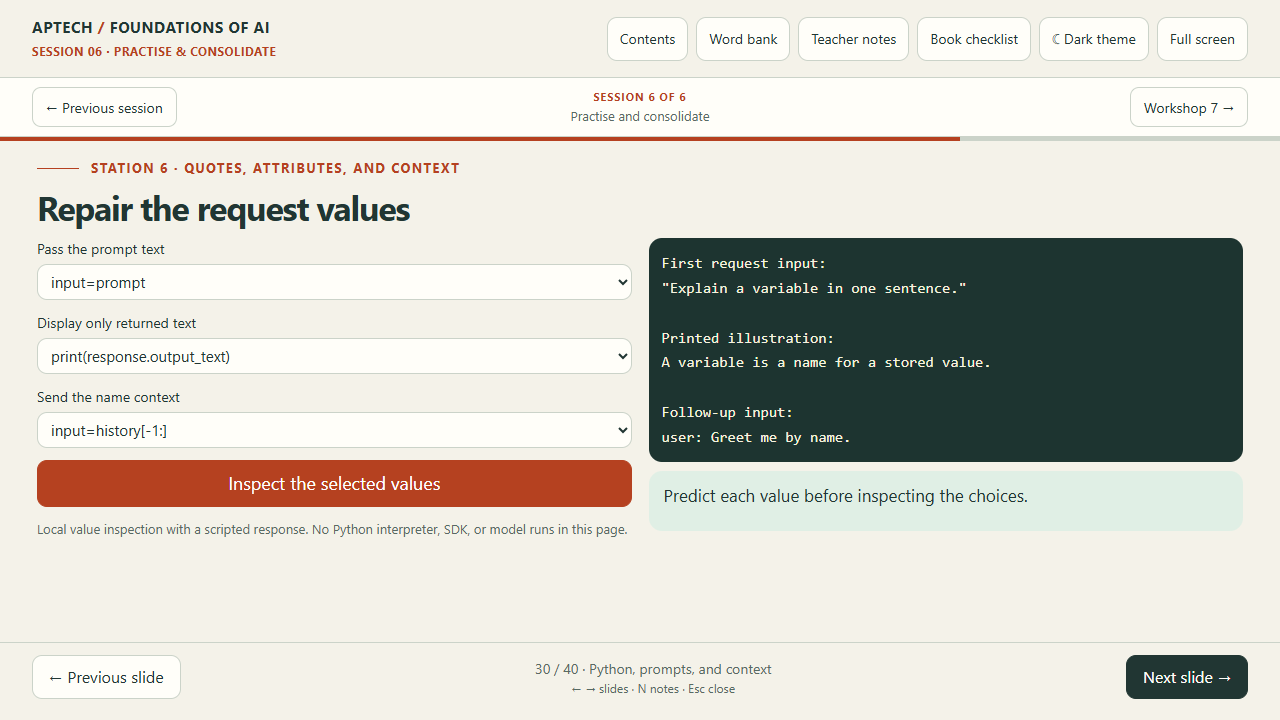 APTECH / FOUNDATIONS OF AI
SESSION 06 · PRACTISE & CONSOLIDATE
Contents
Word bank
Teacher notes
Book checklist
☾ Dark theme
Full screen
← Previous session
SESSION 6 OF 6
Practise and consolidate
Workshop 7 →
STATION 6 · QUOTES, ATTRIBUTES, AND CONTEXT
Repair the request values
Pass the prompt text
input=prompt
Display only returned text
print(response.output_text)
Send the name context
input=history[-1:]
Inspect the selected values
Local value inspection with a scripted response. No Python interpreter, SDK, or model runs in this page.
First request input:
"Explain a variable in one sentence."
Printed illustration:
A variable is a name for a stored value.
Follow-up input:
user: Greet me by name.
Predict each value before inspecting the choices.
← Previous slide
30 / 40 · Python, prompts, and context
← → slides · N notes · Esc close
Next slide →